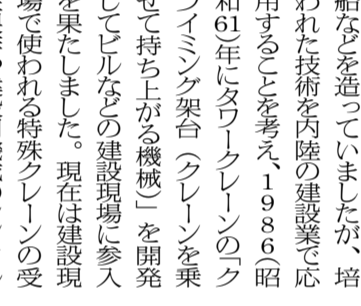 船などを造っていましたが、培
われた技術を内陸の建設業で応
用することを考え、1986(昭
和61)年にタワークレーンの「ク
ライミング架台(クレーンを乗
せて持ち上がる機械)」を開発
してビルなどの建設現場に参入
を果たしました。現在は建設現
場で使われる特殊クレーンの受